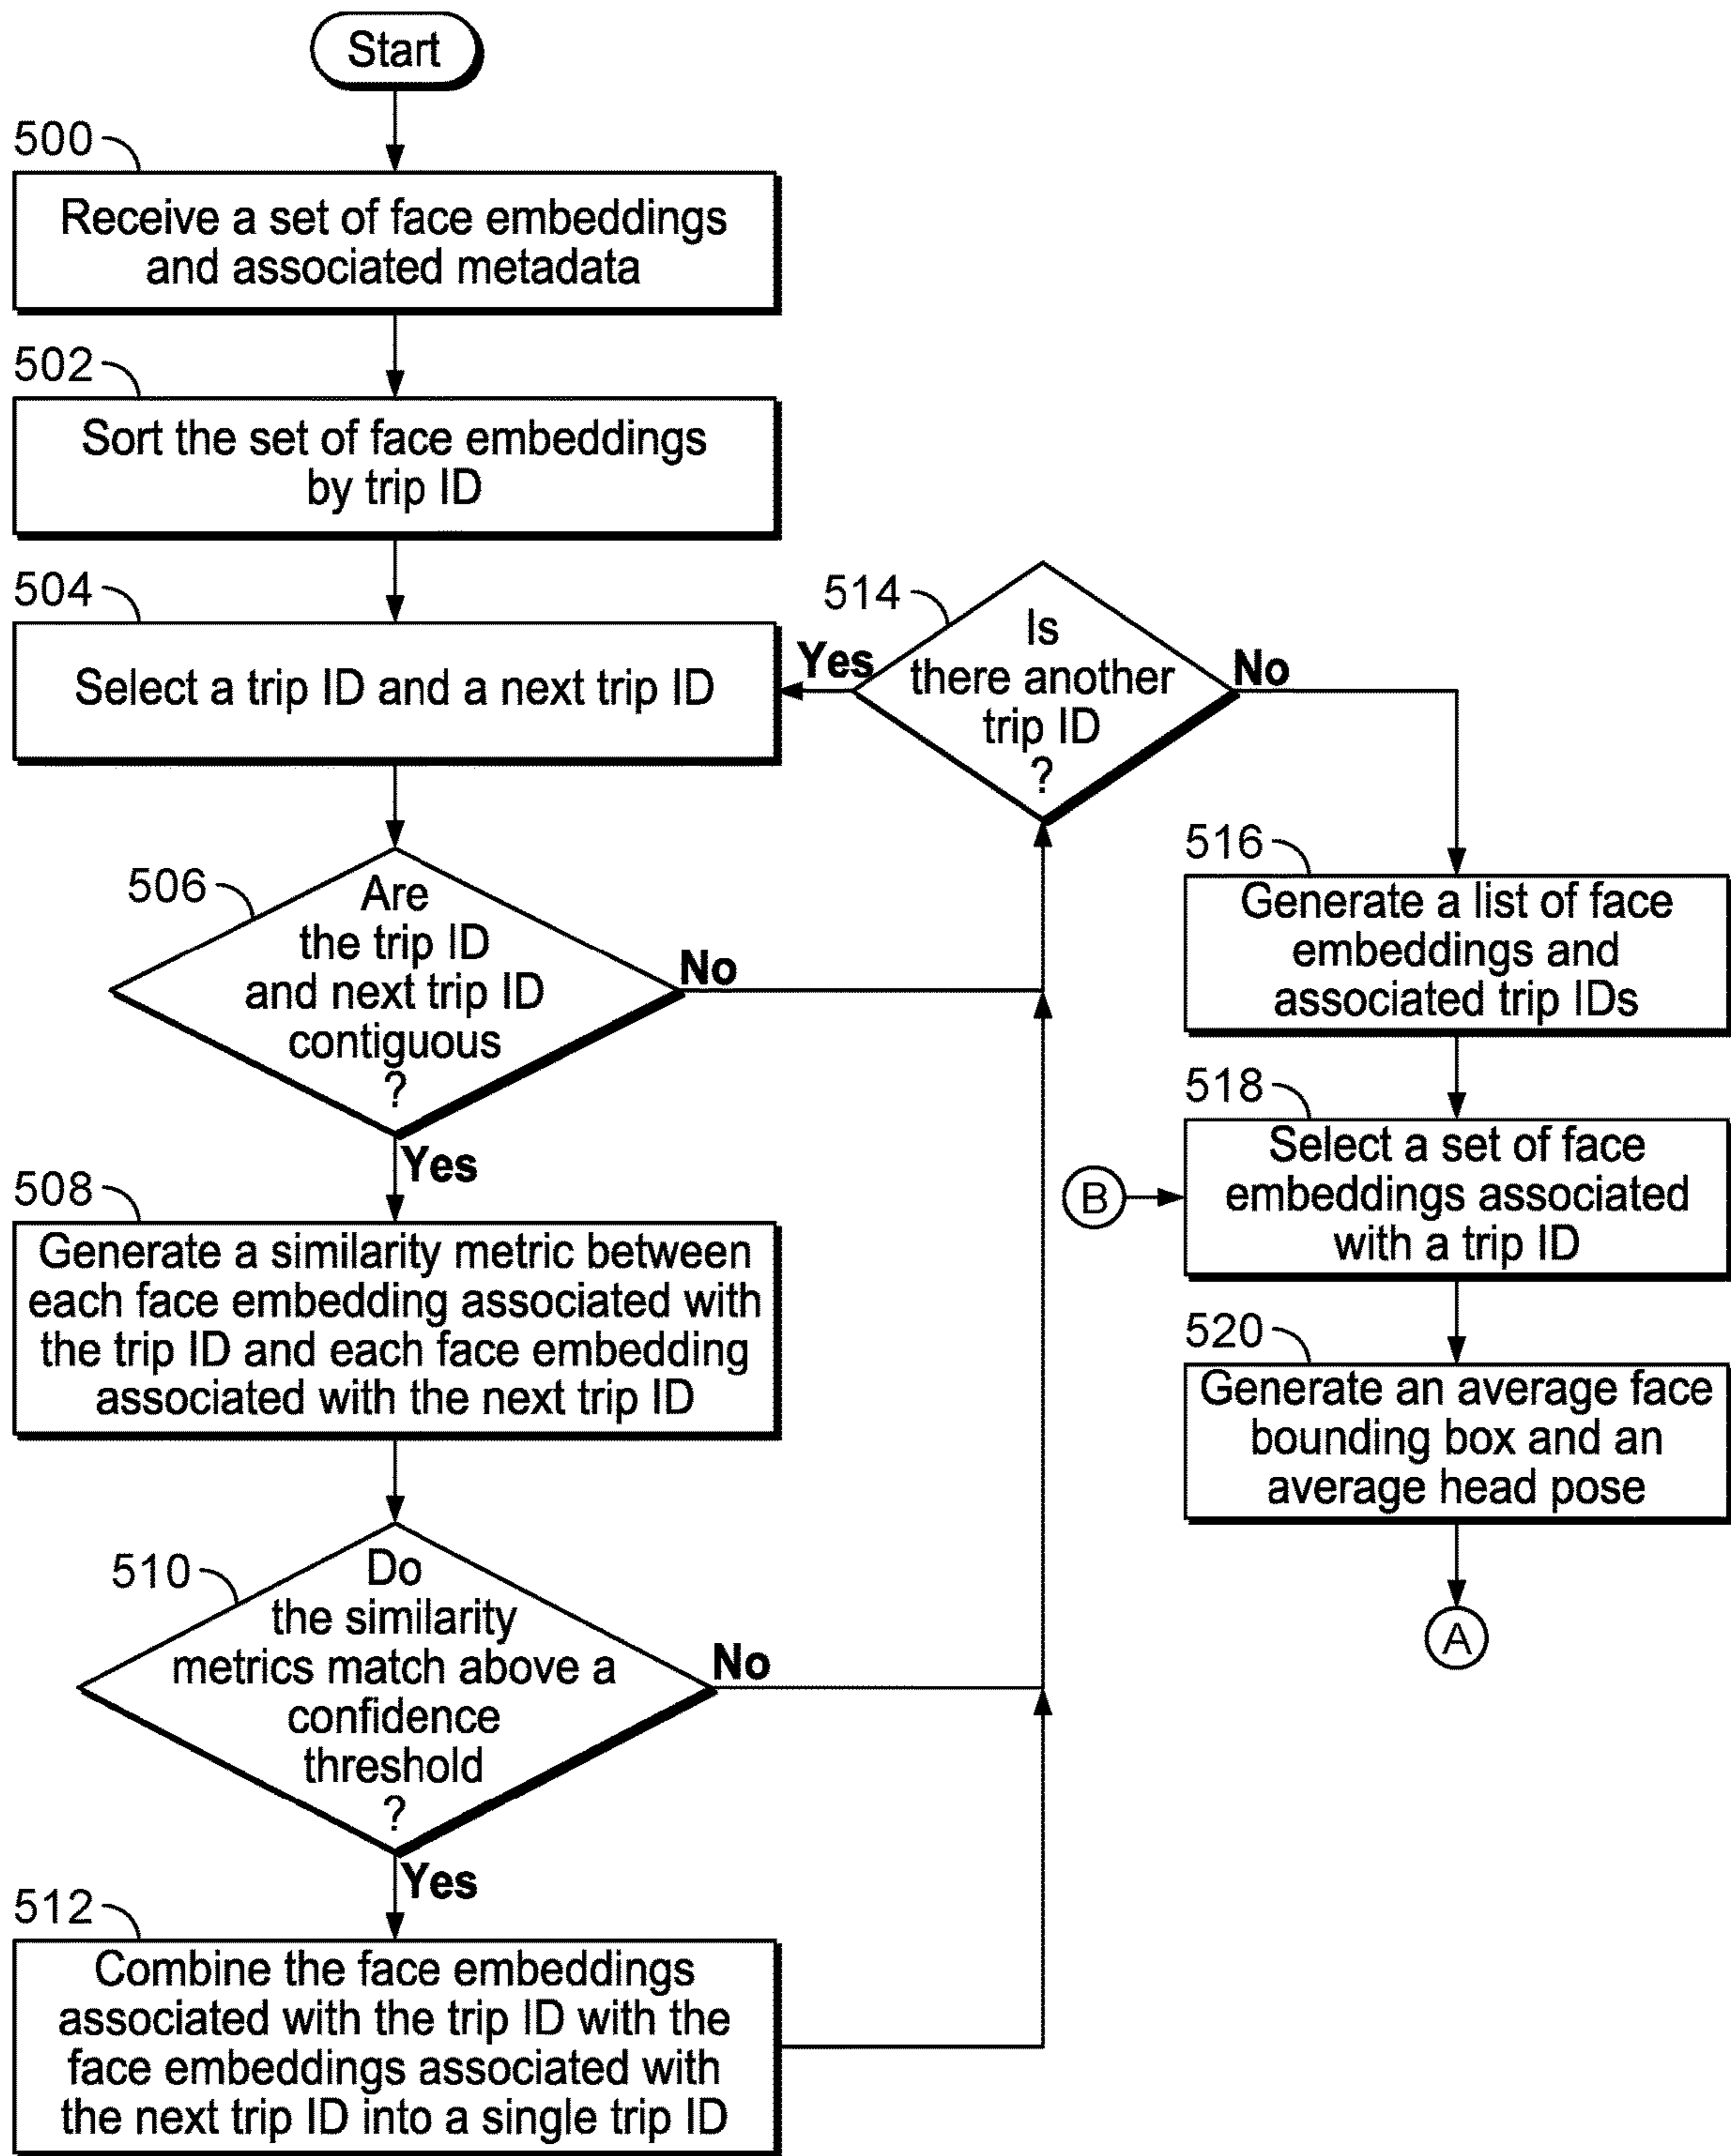 Start
500
Receive a set of face embeddings
and associated metadata
502
Sort the set of face embeddings
by trip ID
504
Select a trip ID and a next trip ID
506
Are
the trip ID
and next trip ID
contiguous
?
No
Yes
508
Generate a similarity metric between
each face embedding associated with
the trip ID and each face embedding
associated with the next trip ID
510
Do
the similarity
metrics match above a
confidence
threshold
?
No
Yes
512
Combine the face embeddings
associated with the trip ID with the
face embeddings associated with
the next trip ID into a single trip ID
514
Is
there another
trip ID
?
Yes
No
516
Generate a list of face
embeddings and
associated trip IDs
518
B
Select a set of face
embeddings associated
with a trip ID
520
Generate an average face
bounding box and an
average head pose
A